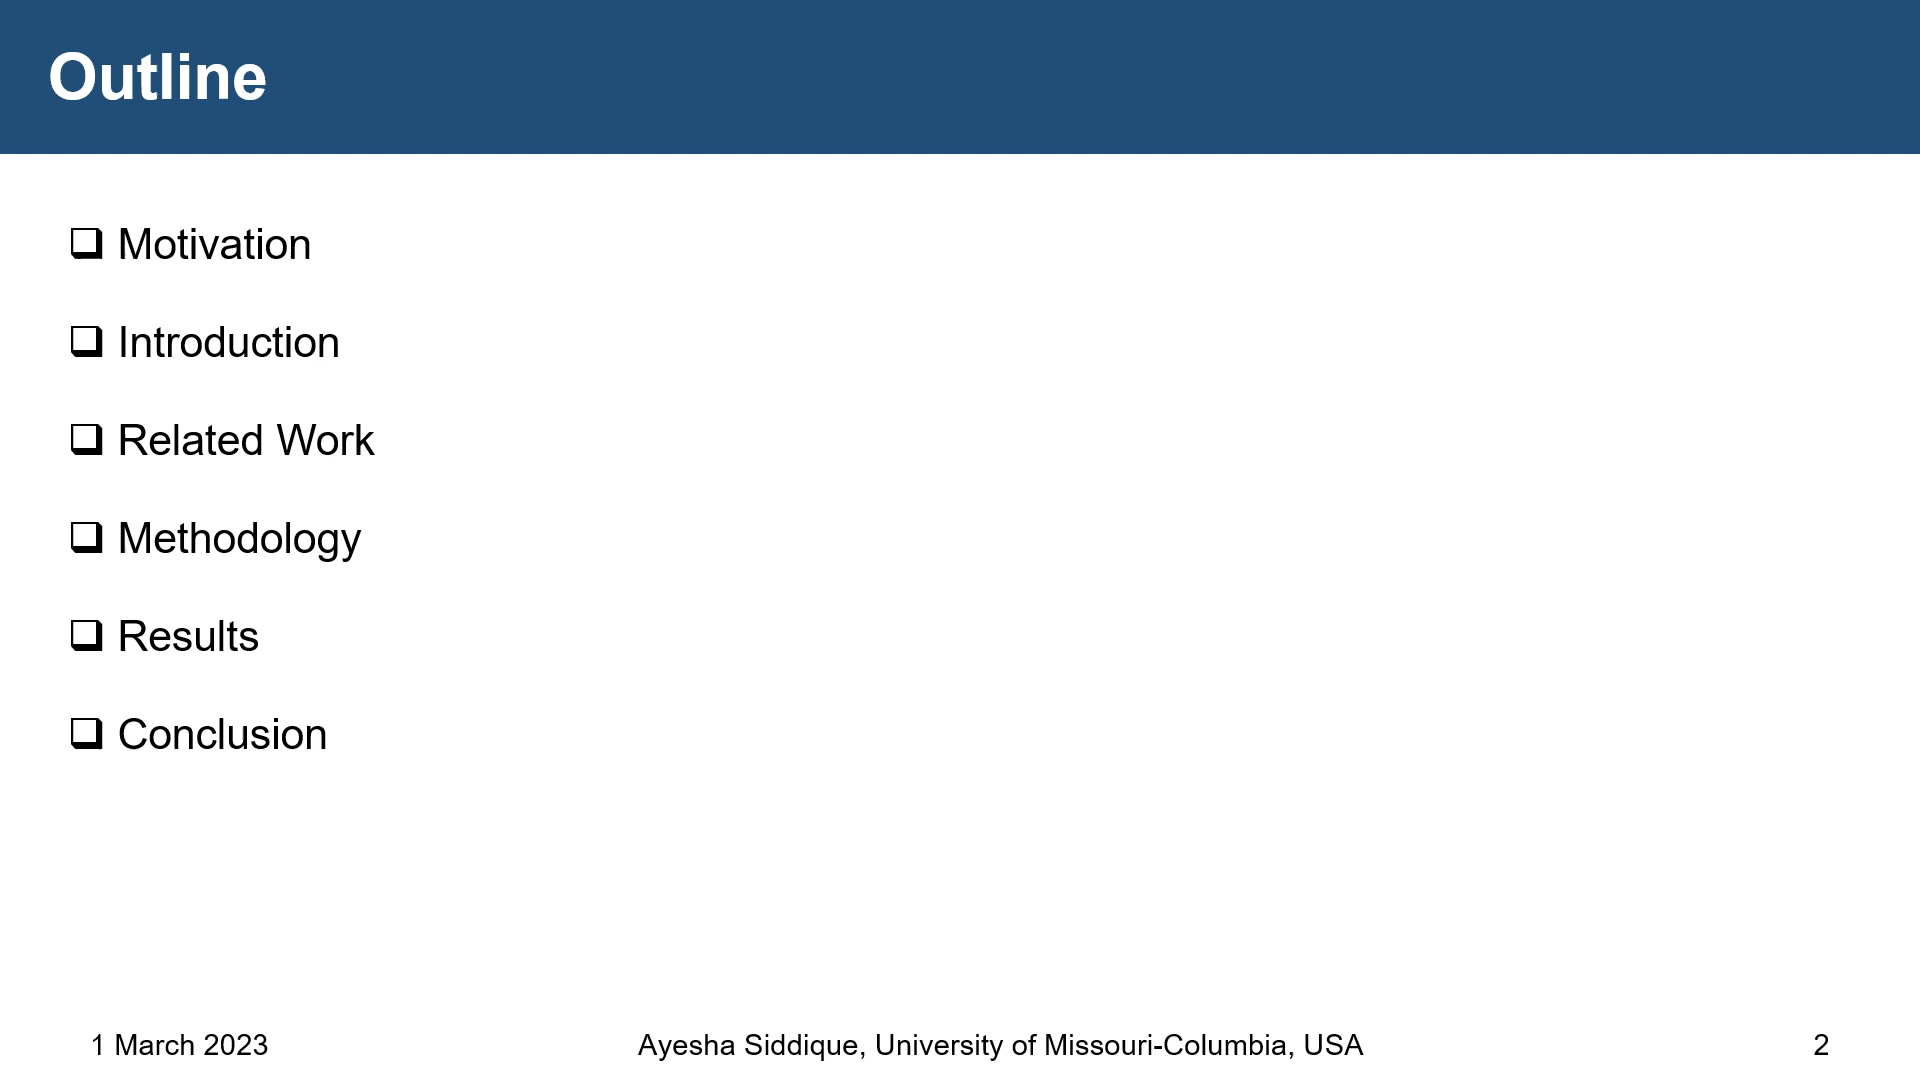 Outline
❑ Motivation
❑ Introduction
❑ Related Work
❑ Methodology
❑ Results
❑ Conclusion
1 March 2023
Ayesha Siddique, University of Missouri-Columbia, USA
2